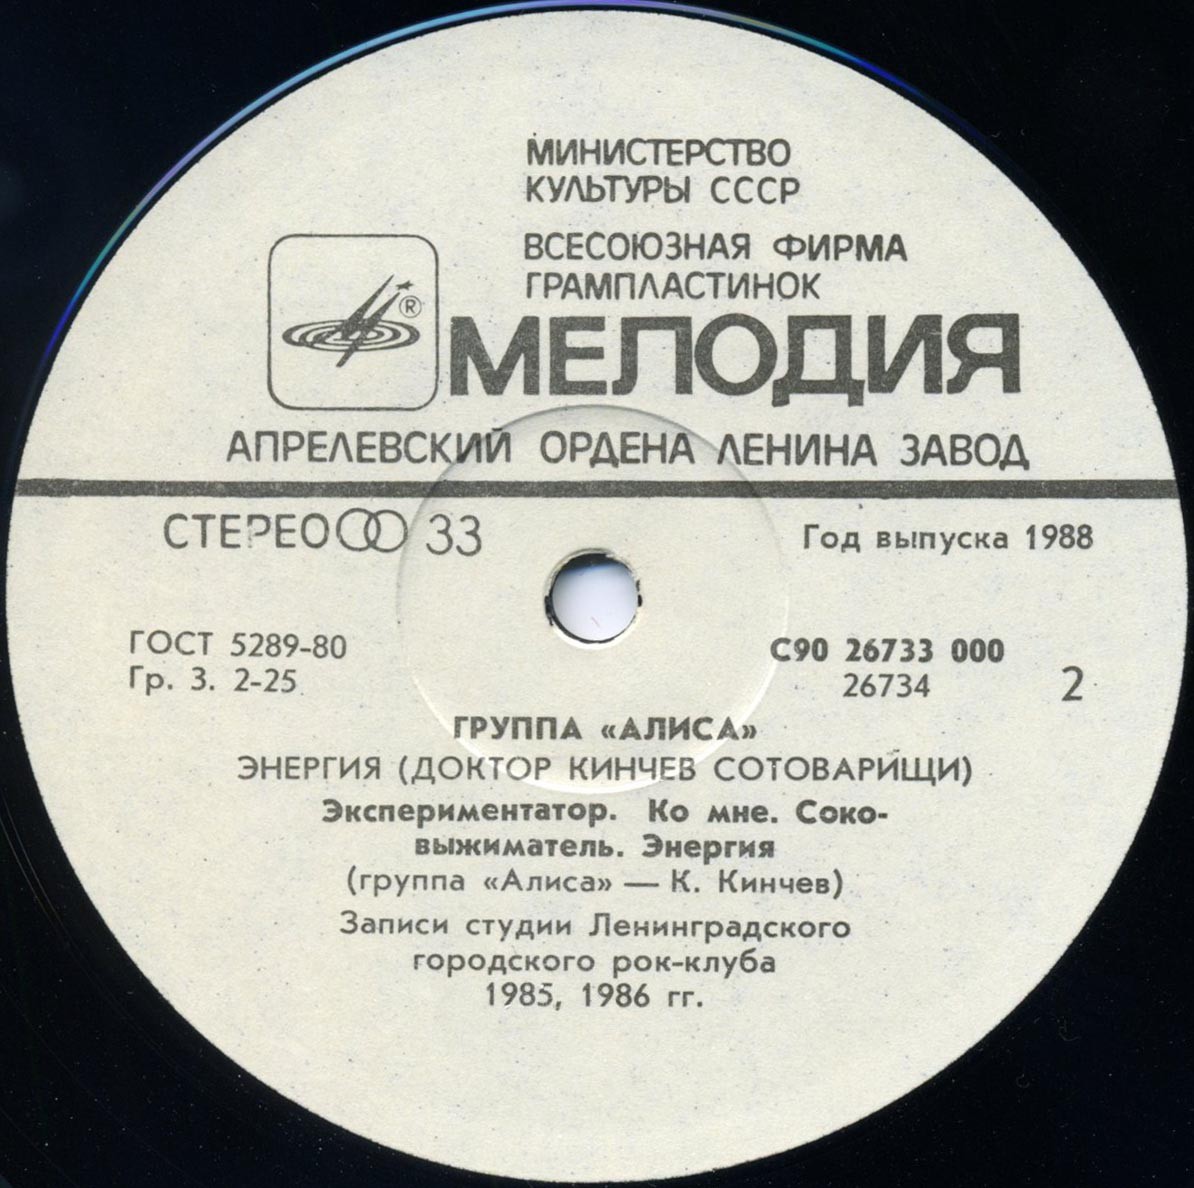 МИНИСТЕРСТВО
КУЛЬТУРЫ СССР
ВСЕСОЮЗНАЯ ФИРМА
ГРАМПЛАСТИНОК
®
МЕЛОДИЯ
АПРЕЛЕВСКИЙ ОРДЕНА ЛЕНИНА ЗАВОД
СТЕРЕО 33
Год выпуска 1988
ГОСТ 5289-80
Гр. 3. 2-25
С90 26733 000
26734
2
ГРУППА «АЛИСА»
ЭНЕРГИЯ (ДОКТОР КИНЧЕВ СОТОВАРИЩИ)
Экспериментатор. Ко мне. Соко-
выжиматель. Энергия
(группа «Алиса» — К. Кинчев)
Записи студии Ленинградского
городского рок-клуба
1985, 1986 гг.